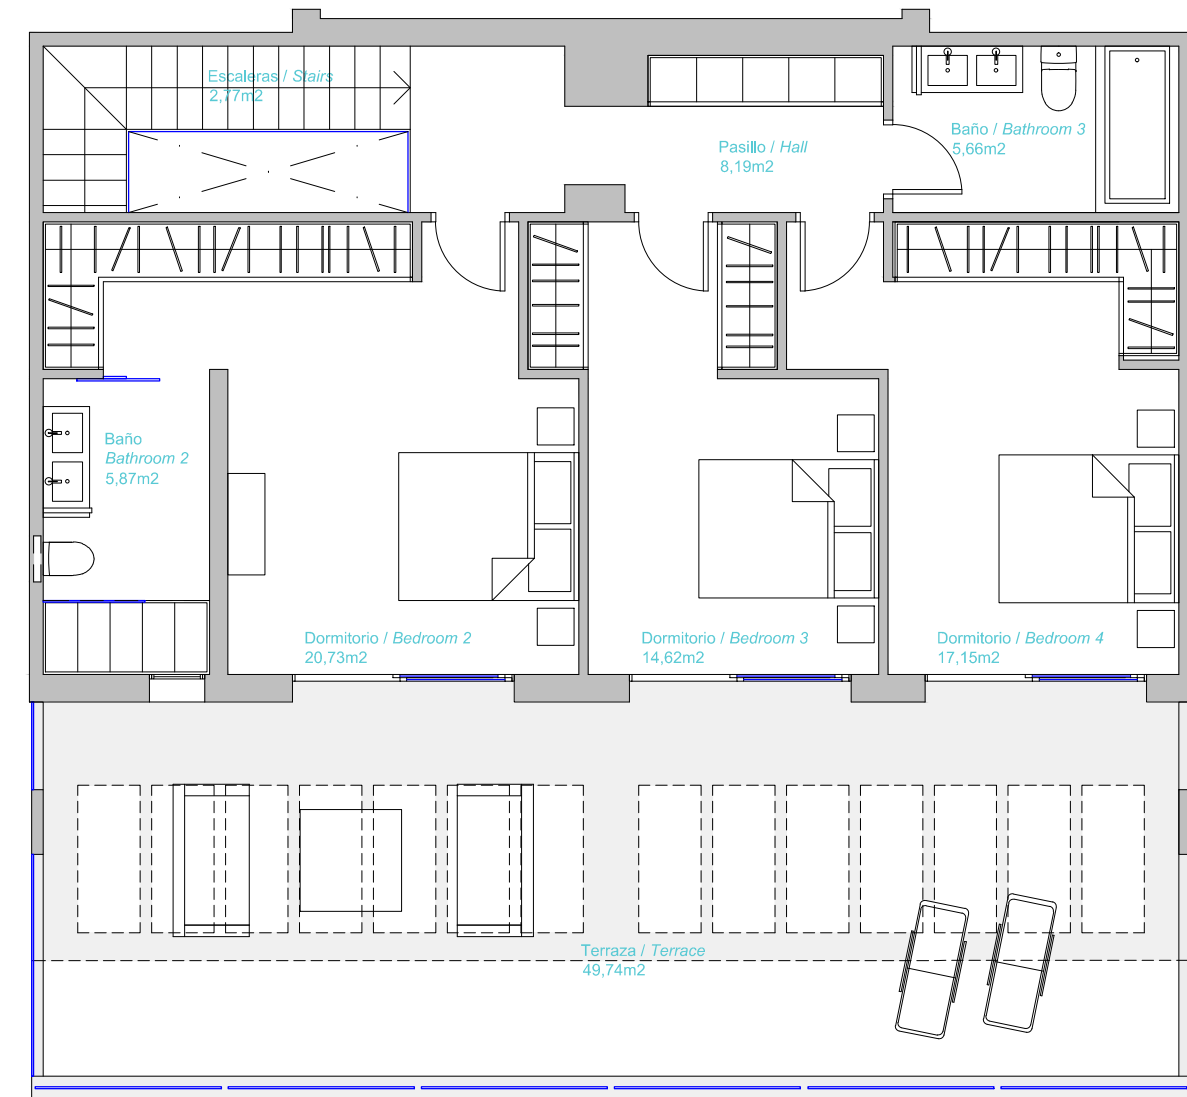 Escaleras / Stairs
2,77m2
Pasillo / Hall
8,19m2
Baño / Bathroom 3
5,66m2
Baño
Bathroom 2
5,87m2
Dormitorio / Bedroom 2
20,73m2
Dormitorio / Bedroom 3
14,62m2
Dormitorio / Bedroom 4
17,15m2
Terraza / Terrace
49,74m2